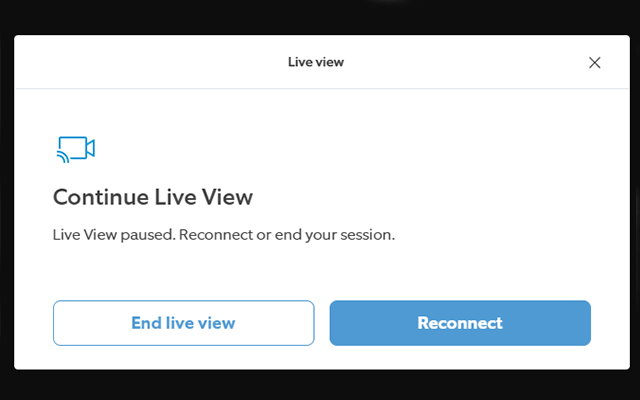 Live view
Continue Live View
Live View paused. Reconnect or end your session.
End live view
Reconnect